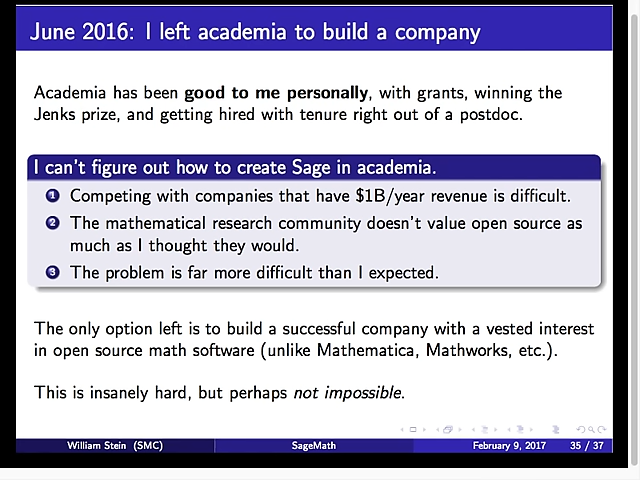 June 2016: I left academia to build a company
Academia has been good to me personally, with grants, winning the
Jenks prize, and getting hired with tenure right out of a postdoc.
I can't figure out how to create Sage in academia.
1 Competing with companies that have $1B/year revenue is difficult.
2 The mathematical research community doesn't value open source as
much as I thought they would.
3 The problem is far more difficult than I expected.
The only option left is to build a successful company with a vested interest
in open source math software (unlike Mathematica, Mathworks, etc.).
This is insanely hard, but perhaps not impossible.
William Stein (SMC) SageMath February 9, 2017 35 / 37